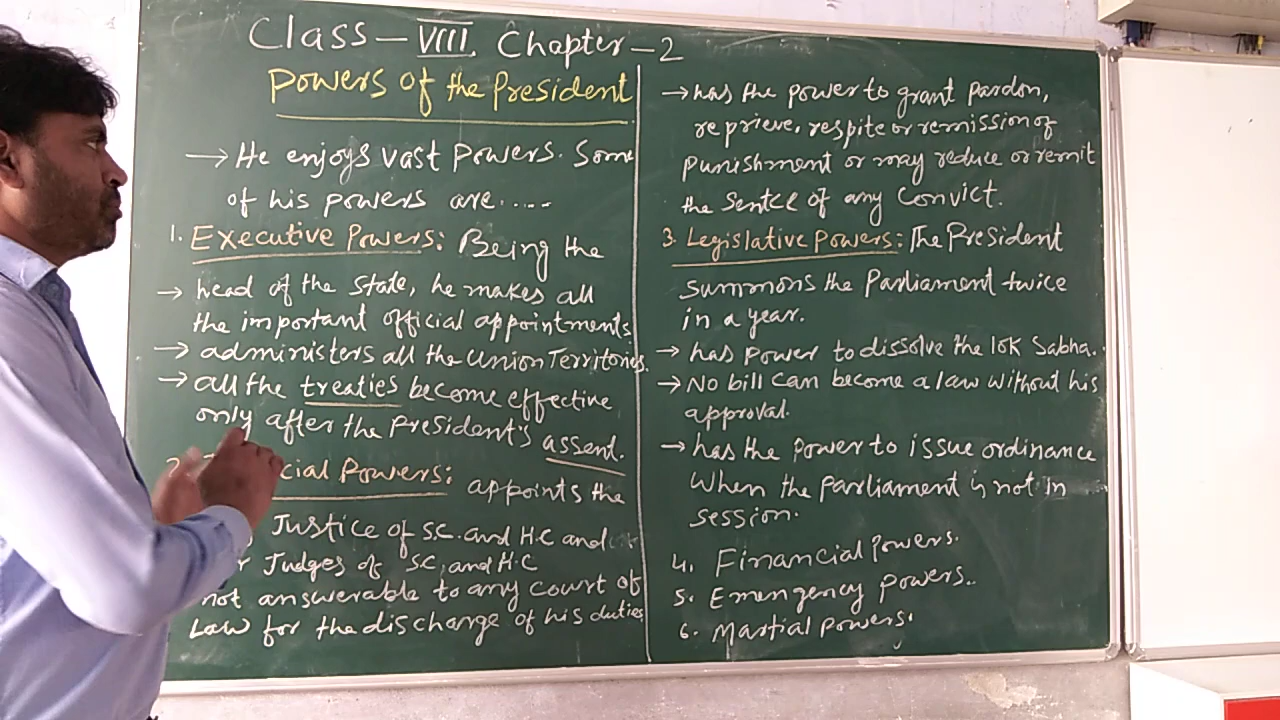 Class - VIII. Chapter - 2
Powers of the President
→ He enjoys vast Powers. Some
of his powers are.....
1. Executive Powers: Being the
→ head of the State, he makes all
the important official appointments
→ administers all the Union Territories.
→ all the treaties become effective
only after the President's assent.
cial Powers: appoints the
Justice of S.C. and H.C and
r Judges of SC, and H.C
not answerable to any Court of
Law for the discharge of his duties
→ has the power to grant pardon,
reprieve, respite or remission of
punishment or may reduce or remit
the Sentce of any Convict.
3. Legislative Powers: The President
summons the Parliament twice
in a year.
→ has Power to dissolve the lok Sabha.
→ No bill can become a law without his
approval.
→ has the Power to issue ordinance
When the Parliament is not in
session.
4. Financial Powers.
5. Emergency Powers..
6. Martial Powers.